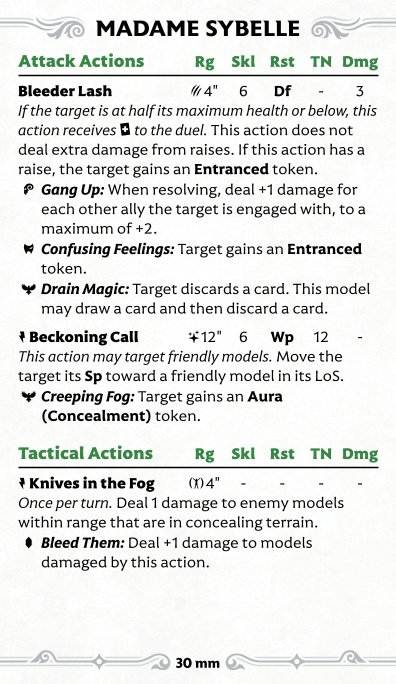 MADAME SYBELLE
Attack Actions Rg Skl Rst TN Dmg
Bleeder Lash 4" 6 Df - 3
If the target is at half its maximum health or below, this
action receives to the duel. This action does not
deal extra damage from raises. If this action has a
raise, the target gains an Entranced token.
Gang Up: When resolving, deal +1 damage for
each other ally the target is engaged with, to a
maximum of +2.
Confusing Feelings: Target gains an Entranced
token.
Drain Magic: Target discards a card. This model
may draw a card and then discard a card.
Beckoning Call 12" 6 Wp 12 -
This action may target friendly models. Move the
target its Sp toward a friendly model in its LoS.
Creeping Fog: Target gains an Aura
(Concealment) token.
Tactical Actions Rg Skl Rst TN Dmg
Knives in the Fog 4" - - - -
Once per turn. Deal 1 damage to enemy models
within range that are in concealing terrain.
Bleed Them: Deal +1 damage to models
damaged by this action.
30 mm